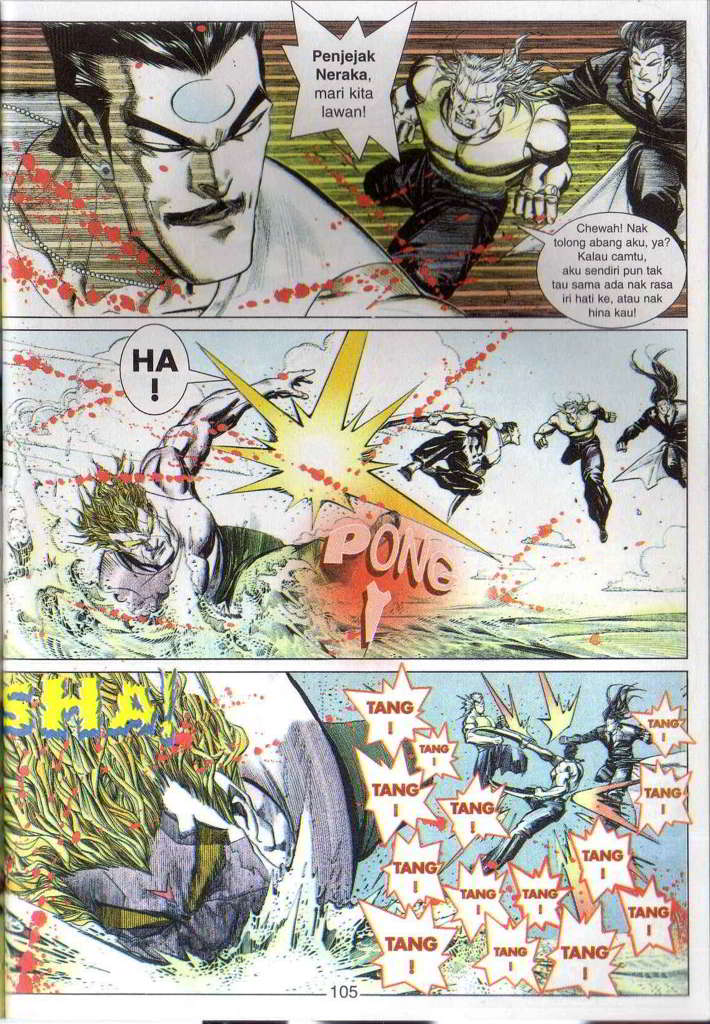 Penjejak
Neraka,
mari kita
lawan!
Chewah! Nak
tolong abang aku, ya?
Kalau camtu,
aku sendiri pun tak
tau sama ada nak rasa
iri hati ke, atau nak
hina kau!
HA
!
PONG
!
SHA!
TANG
!
TANG
!
TANG
!
TANG
!
TANG
!
TANG
!
TANG
!
TANG
!
TANG
!
TANG
!
TANG
!
TANG
!
TANG
!
TANG
!
105